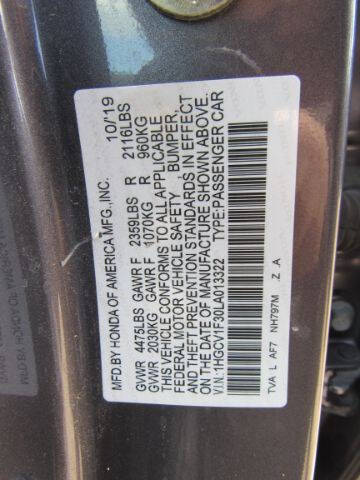 MFD.BY HONDA OF AMERICA MFG.,INC. 10/19
GVWR 4475LBS GAWR F 2359LBS R 2116LBS
GVWR 2030KG GAWR F 1070KG R 960KG
THIS VEHICLE CONFORMS TO ALL APPLICABLE
FEDERAL MOTOR VEHICLE SAFETY BUMPER,
AND THEFT PREVENTION STANDARDS IN EFFECT
ON THE DATE OF MANUFACTURE SHOWN ABOVE.
V.I.N.:1HGCV1F30LA013322 TYPE:PASSENGER CAR
TVA L AF7 NH797M Z A